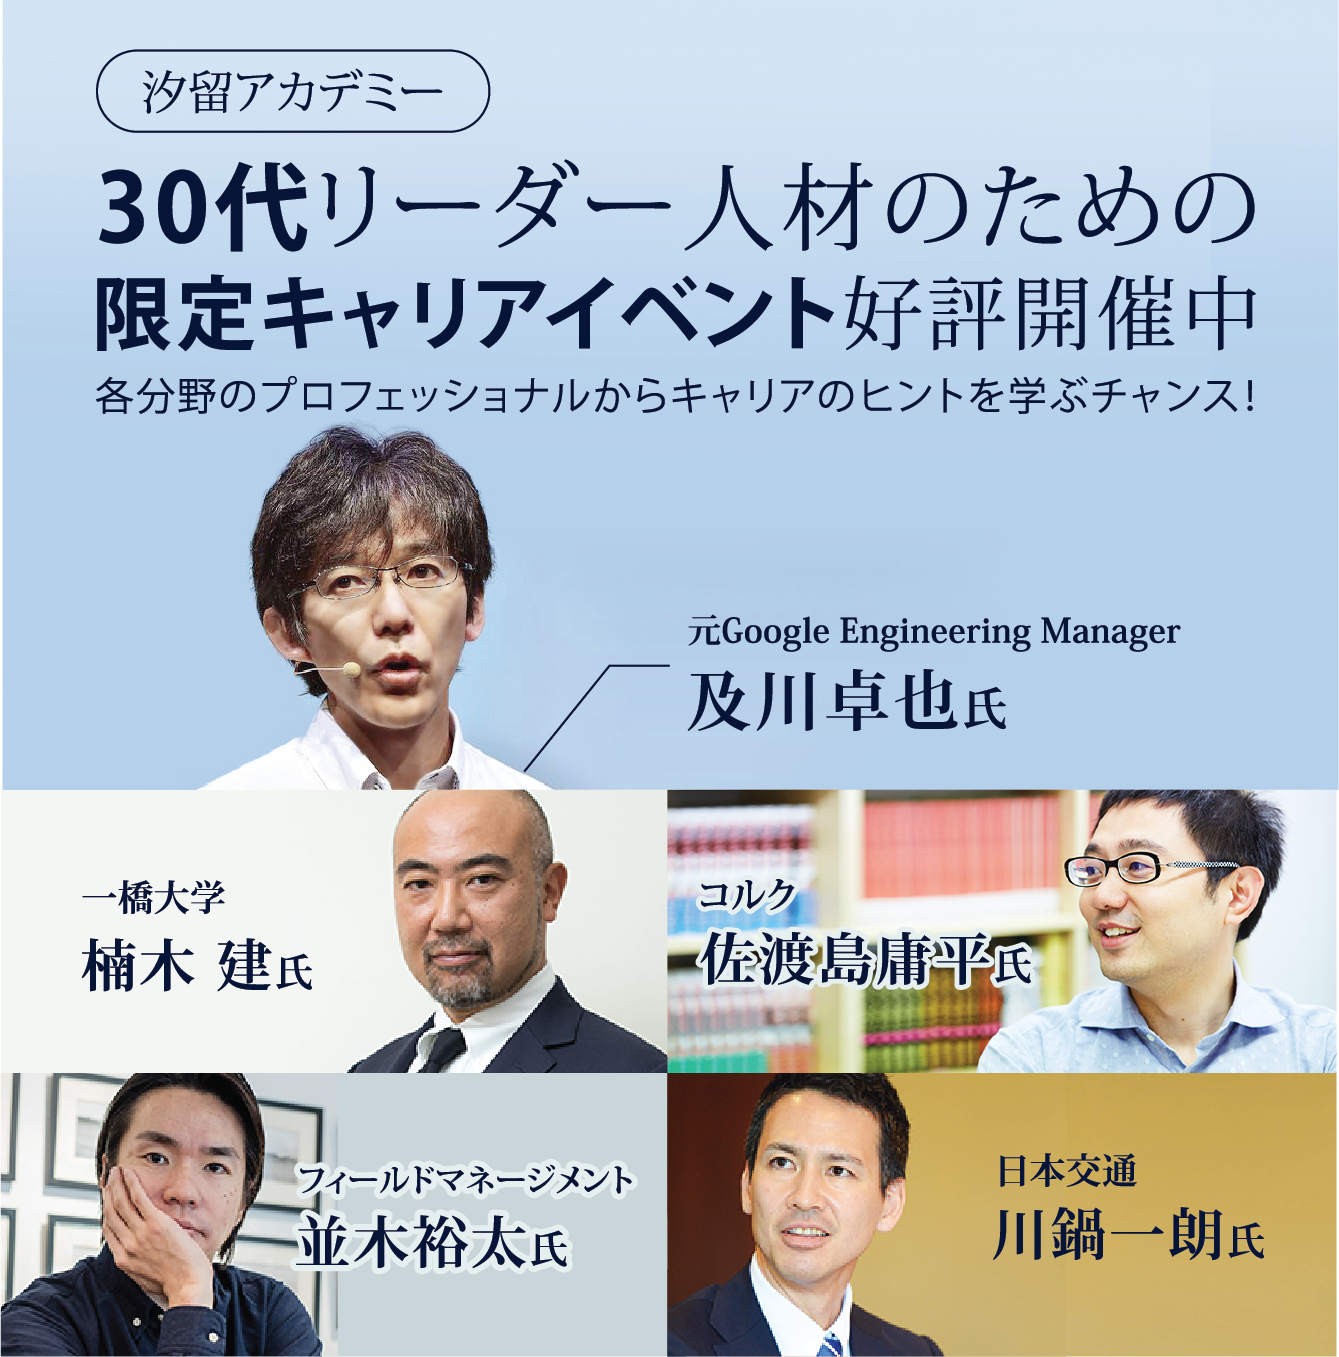 汐留アカデミー
30代リーダー人材のための
限定キャリアイベント好評開催中
各分野のプロフェッショナルからキャリアのヒントを学ぶチャンス!
元Google Engineering Manager
及川卓也氏
一橋大学
楠木 建氏
コルク
佐渡島庸平氏
フィールドマネージメント
並木裕太氏
日本交通
川鍋一朗氏